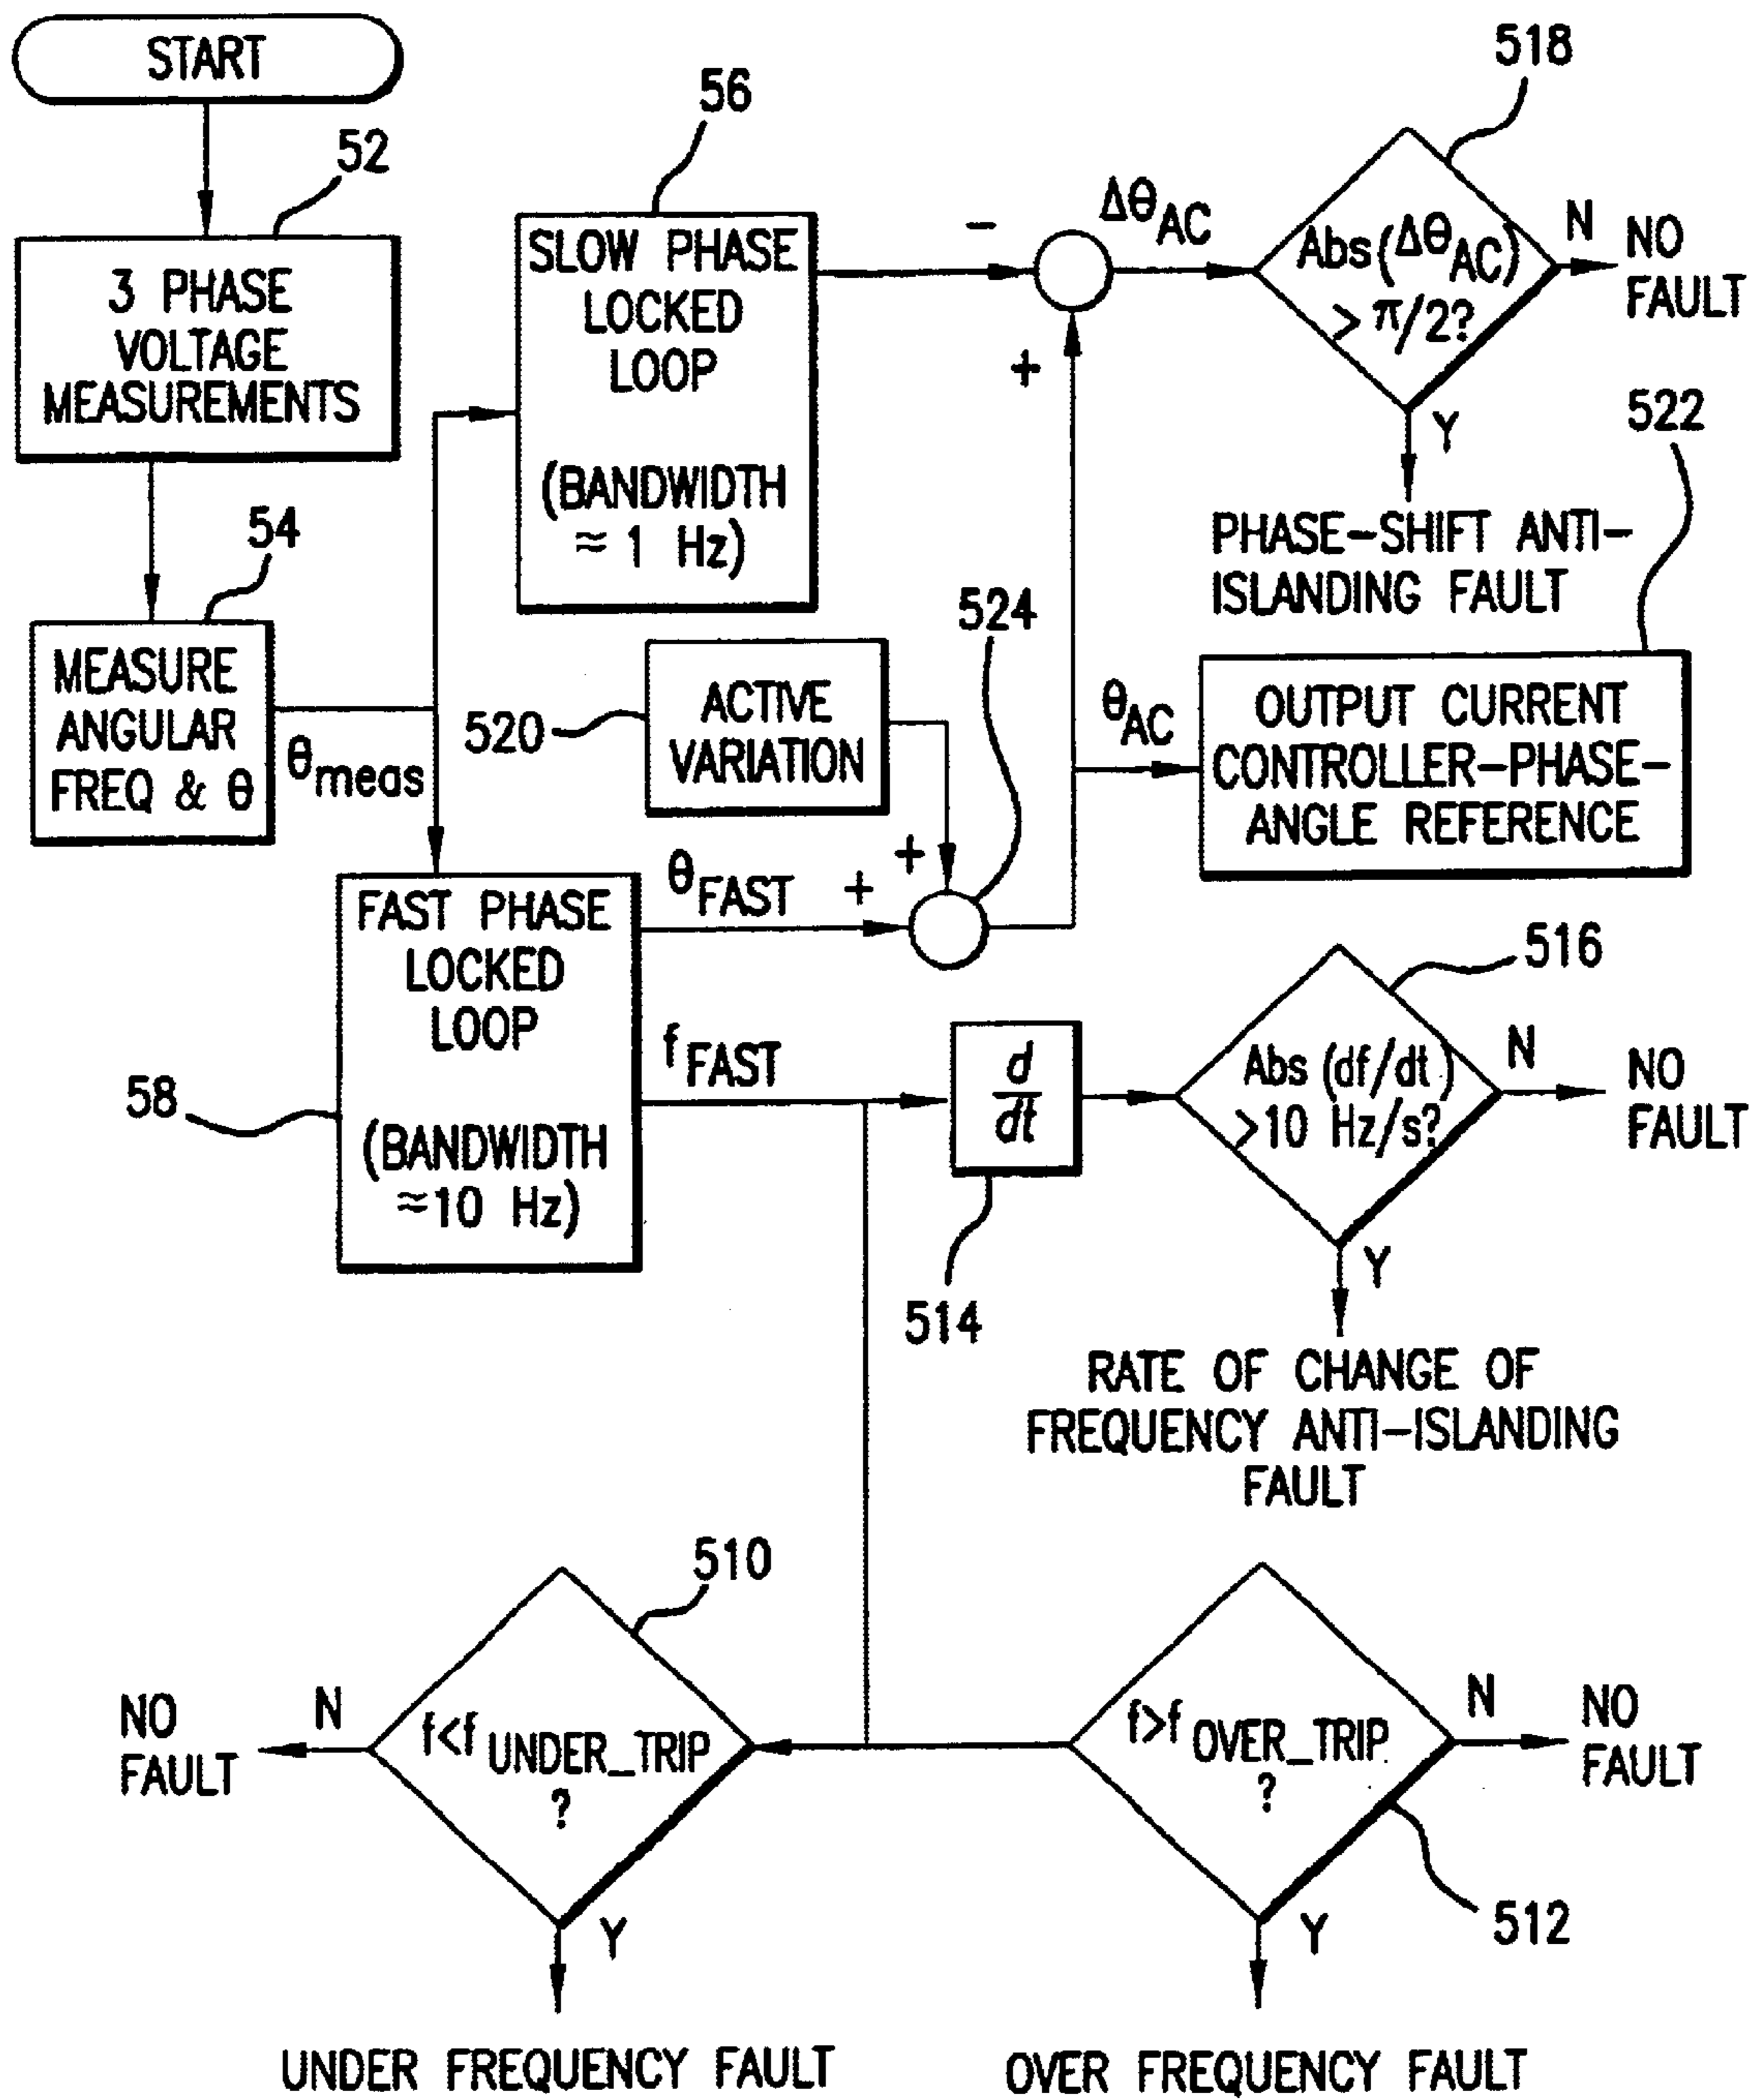 START
52
3 PHASE
VOLTAGE
MEASUREMENTS
54
MEASURE
ANGULAR
FREQ & θ
θmeas
56
SLOW PHASE
LOCKED
LOOP
(BANDWIDTH
≈ 1 Hz)
-
+
ΔθAC
518
Abs(ΔθAC)
> π/2?
N
NO
FAULT
Y
PHASE-SHIFT ANTI-
ISLANDING FAULT
522
OUTPUT CURRENT
CONTROLLER-PHASE-
ANGLE REFERENCE
θAC
524
520
ACTIVE
VARIATION
+
+
θFAST
FAST PHASE
LOCKED
LOOP
(BANDWIDTH
≈10 Hz)
58
fFAST
d
dt
514
516
Abs (df/dt)
>10 Hz/s?
N
NO
FAULT
Y
RATE OF CHANGE OF
FREQUENCY ANTI-ISLANDING
FAULT
510
f<fUNDER_TRIP
?
N
NO
FAULT
Y
UNDER FREQUENCY FAULT
f>fOVER_TRIP
?
N
NO
FAULT
512
Y
OVER FREQUENCY FAULT